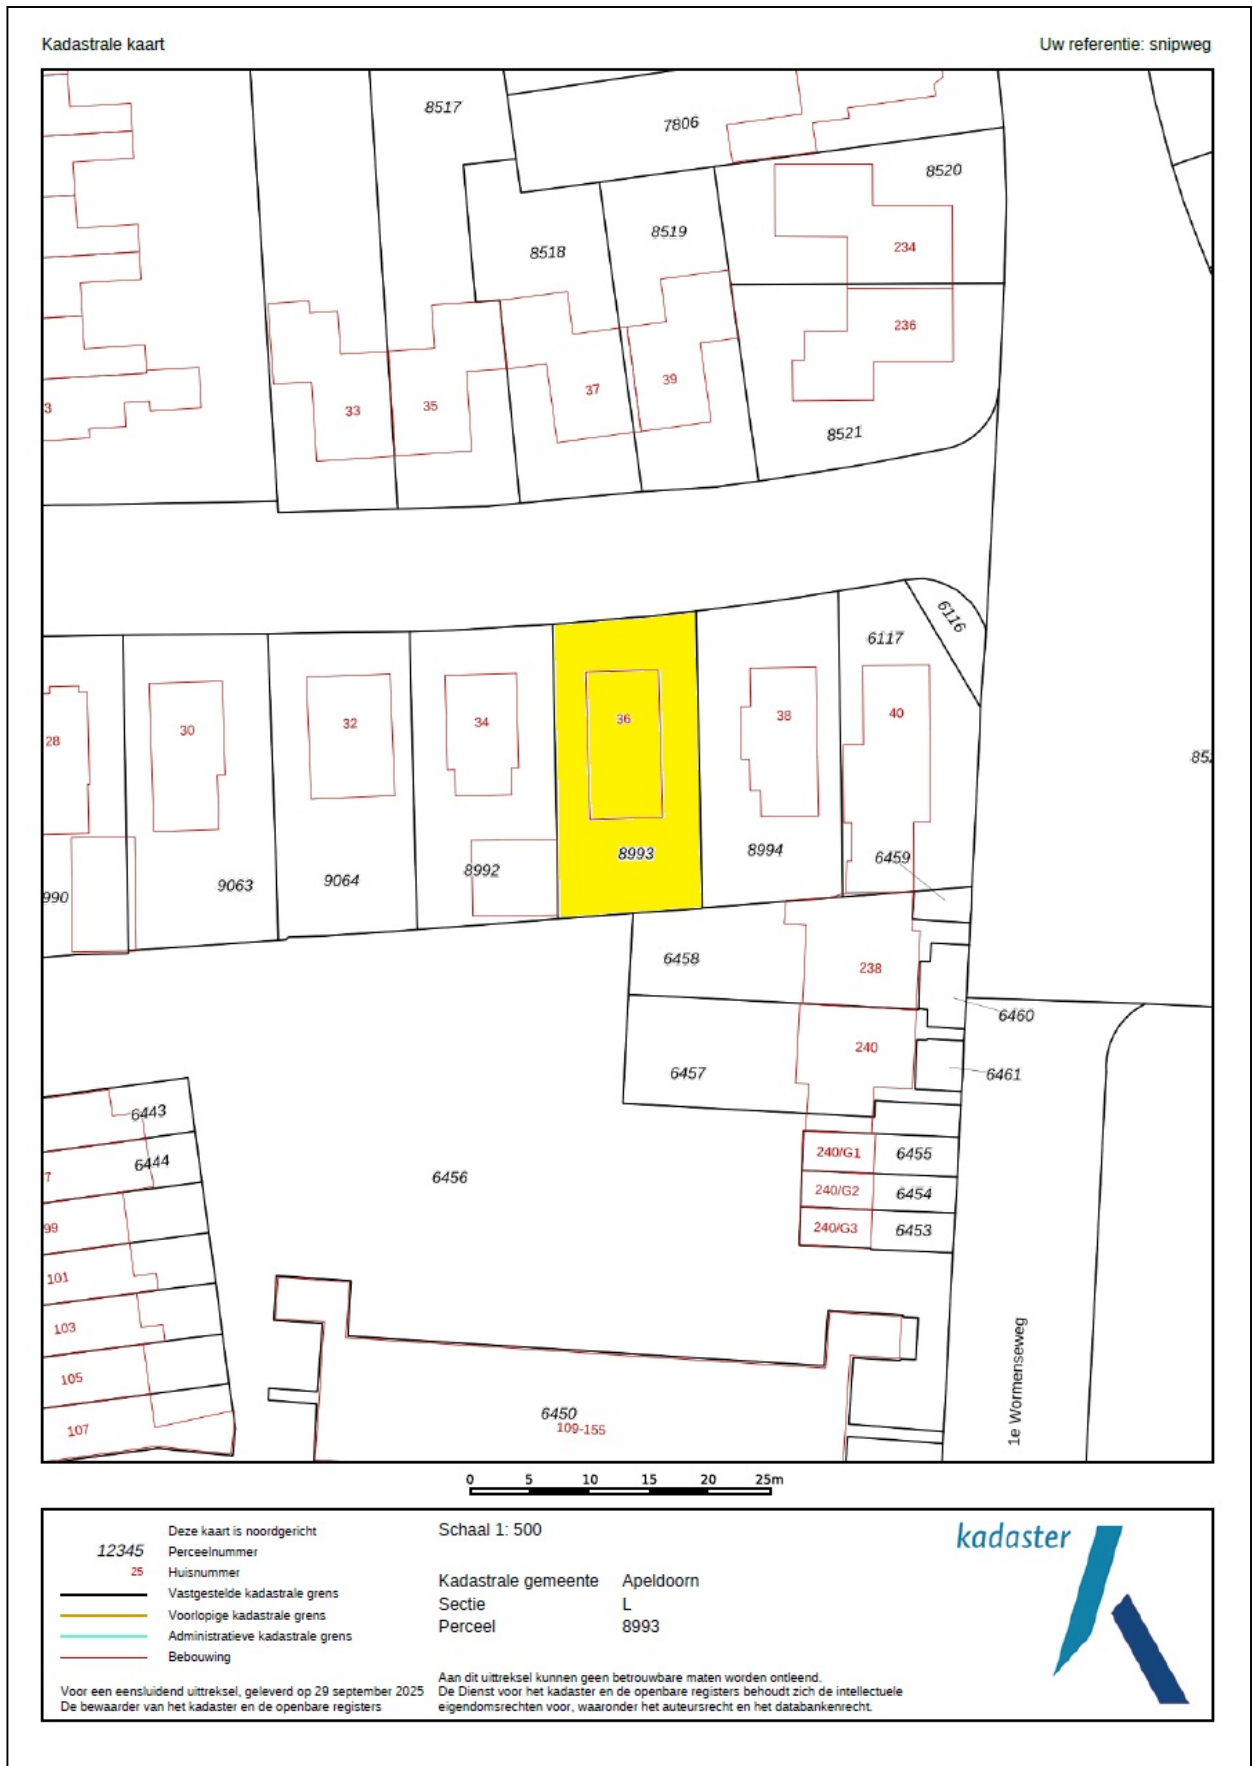 Kadastrale kaart
Uw referentie: snipweg
8517
7806
8520
8519
8518
234
236
3
33
35
37
39
8521
6116
6117
28
30
32
34
36
38
40
990
9063
9064
8992
8993
8994
6459
6458
238
6460
240
6457
6461
6443
6444
7
99
101
103
105
107
6456
240/G1
6455
240/G2
6454
240/G3
6453
6450
109-155
1e Wormenseweg
0 5 10 15 20 25m
Deze kaart is noordgericht
12345 Perceelnummer
25 Huisnummer
Vastgestelde kadastrale grens
Voorlopige kadastrale grens
Administratieve kadastrale grens
Bebouwing
Voor een eensluidend uittreksel, geleverd op 29 september 2025
De bewaarder van het kadaster en de openbare registers
Schaal 1: 500
Kadastrale gemeente Apeldoorn
Sectie L
Perceel 8993
Aan dit uittreksel kunnen geen betrouwbare maten worden ontleend.
De Dienst voor het kadaster en de openbare registers behoudt zich de intellectuele
eigendomsrechten voor, waaronder het auteursrecht en het databankenrecht.
kadaster